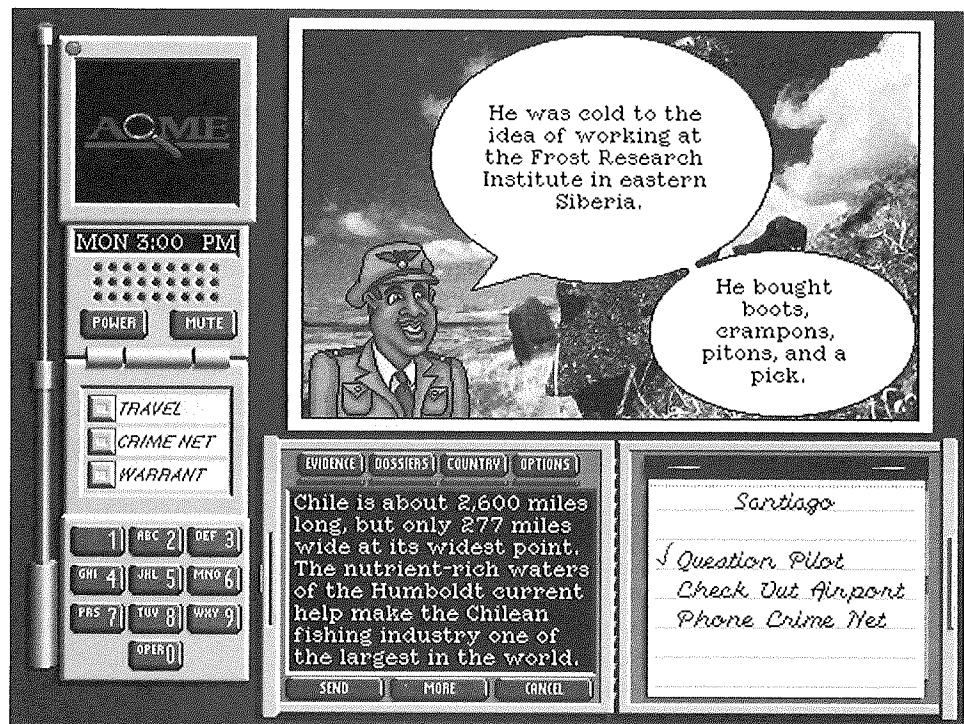 ACME
He was cold to the
idea of working at
the Frost Research
Institute in eastern
Siberia.
He bought
boots,
crampons,
pitons, and a
pick.
MON 3:00 PM
POWER
MUTE
TRAVEL
CRIME NET
WARRANT
1
ABC 2
DEF 3
GHI 4
JKL 5
MNO 6
PRS 7
TUV 8
WXY 9
OPER 0
EVIDENCE
DOSSIERS
COUNTRY
OPTIONS
Chile is about 2,600 miles
long, but only 277 miles
wide at its widest point.
The nutrient-rich waters
of the Humboldt current
help make the Chilean
fishing industry one of
the largest in the world.
SEND
MORE
CANCEL
Santiago
√ Question Pilot
Check Out Airport
Phone Crime Net